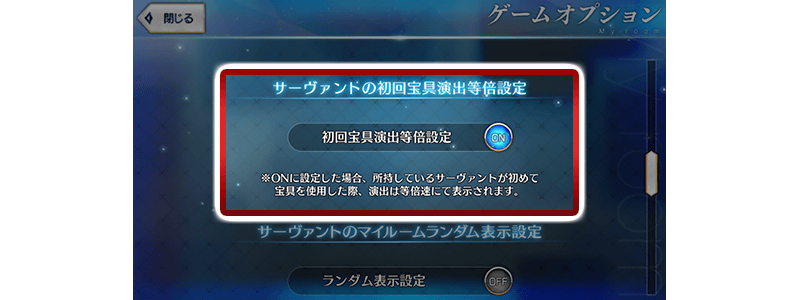 閉じる
ゲームオプション
My room
サーヴァントの初回宝具演出等倍設定
初回宝具演出等倍設定
ON
※ONに設定した場合、所持しているサーヴァントが初めて
宝具を使用した際、演出は等倍速にて表示されます。
サーヴァントのマイルームランダム表示設定
ランダム表示設定
OFF